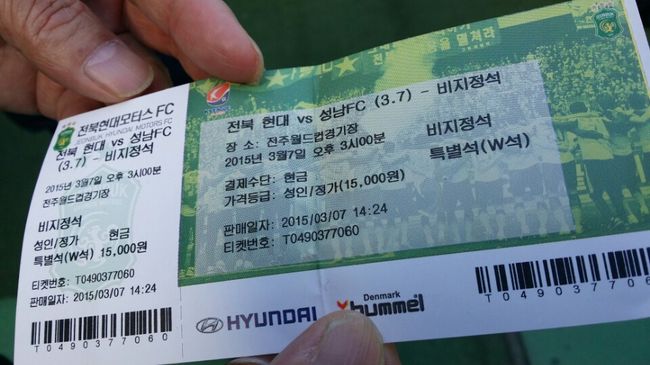 전북현대모터스 FC
JEONBUK HYUNDAI MOTORS FC
전북 현대 vs 성남FC
(3.7) - 비지정석
2015년 3월7일 오후 3시00분
전주월드컵경기장
비지정석
성인/정가 현금
특별석(W석) 15,000원
티켓번호: T0490377060
판매일자: 2015/03/07 14:24
T0490377060
전북 현대 vs 성남FC (3.7) - 비지정석
장 소: 전주월드컵경기장
2015년 3월7일 오후 3시00분
비지정석
결제수단: 현금
특별석(W석)
가격등급: 성인/정가(15,000원)
판매일자: 2015/03/07 14:24
티켓번호: T0490377060
HYUNDAI
Denmark
hummel
T0490377060